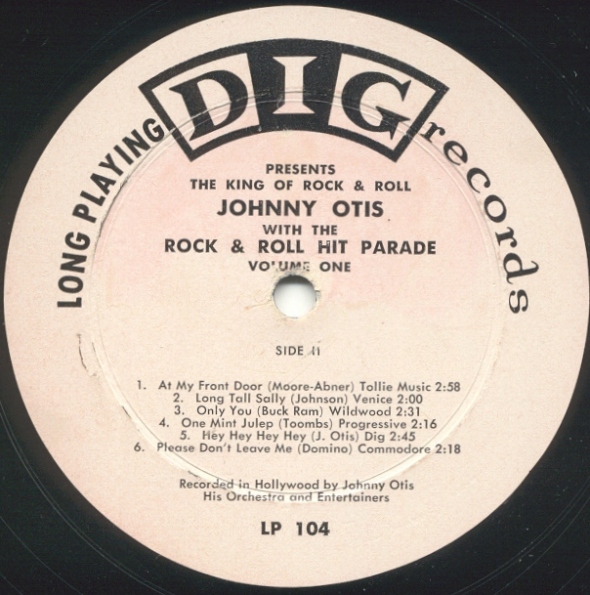 LONG PLAYING
DIG
records
PRESENTS
THE KING OF ROCK & ROLL
JOHNNY OTIS
WITH THE
ROCK & ROLL HIT PARADE
VOLUME ONE
SIDE II
1. At My Front Door (Moore-Abner) Tollie Music 2:58
2. Long Tall Sally (Johnson) Venice 2:00
3. Only You (Buck Ram) Wildwood 2:31
4. One Mint Julep (Toombs) Progressive 2:16
5. Hey Hey Hey Hey (J. Otis) Dig 2:45
6. Please Don't Leave Me (Domino) Commodore 2:18
Recorded in Hollywood by Johnny Otis
His Orchestra and Entertainers
LP 104